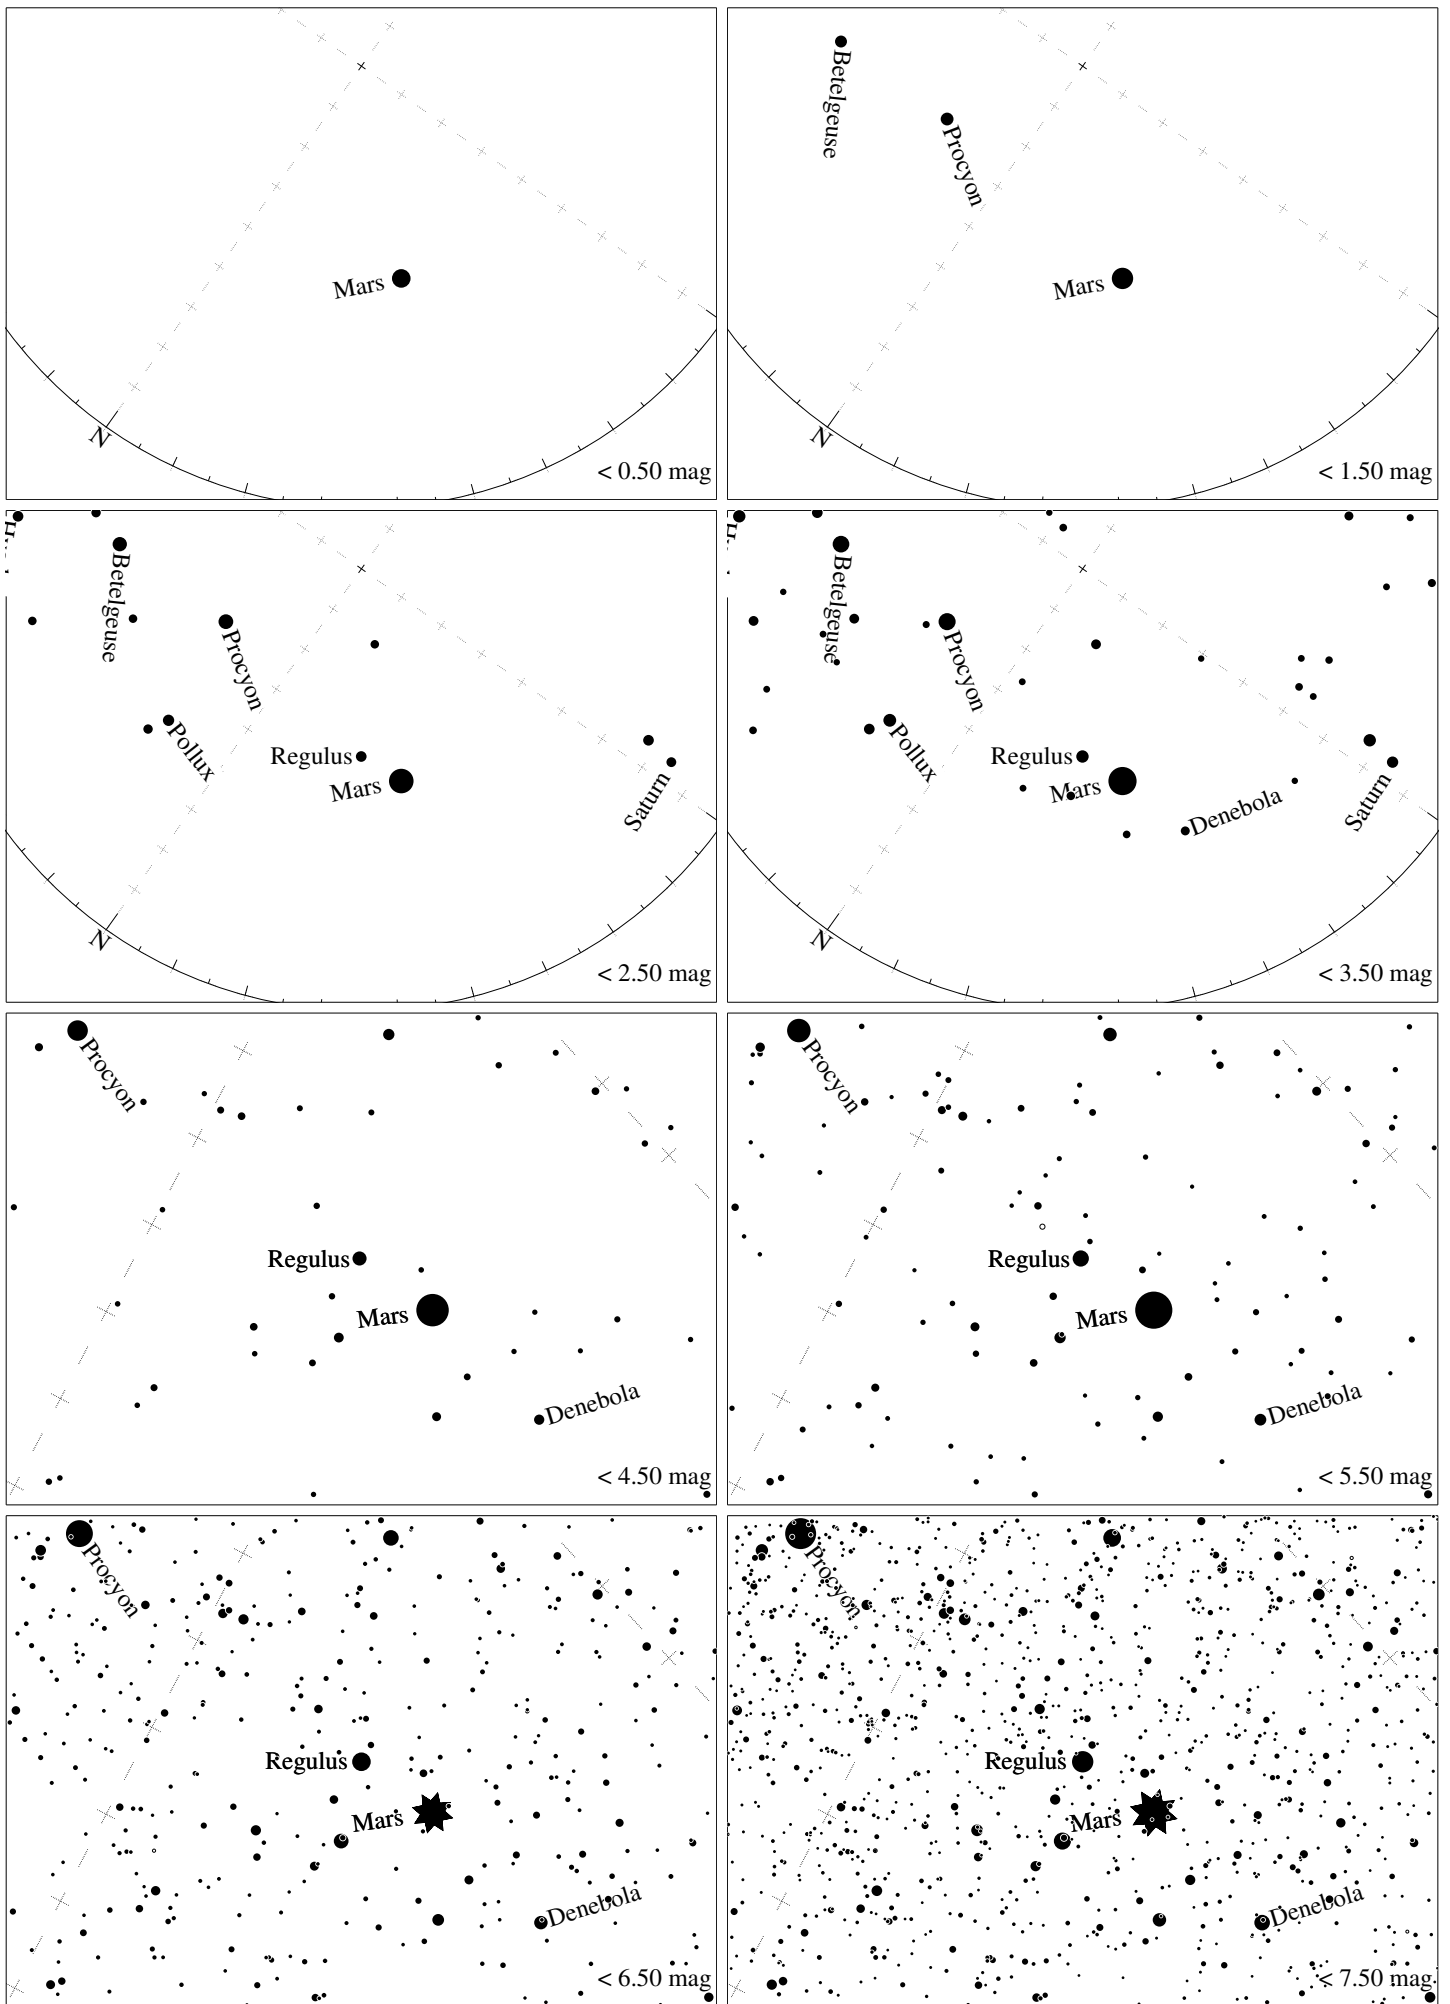 Mars
N
< 0.50 mag
Betelgeuse
Procyon
Mars
N
< 1.50 mag
Betelgeuse
Procyon
Pollux
Regulus
Mars
Saturn
N
< 2.50 mag
Betelgeuse
Procyon
Pollux
Regulus
Mars
Denebola
Saturn
N
< 3.50 mag
Procyon
Regulus
Mars
Denebola
< 4.50 mag
Procyon
Regulus
Mars
Denebola
< 5.50 mag
Procyon
Regulus
Mars
Denebola
< 6.50 mag
Procyon
Regulus
Mars
Denebola
< 7.50 mag